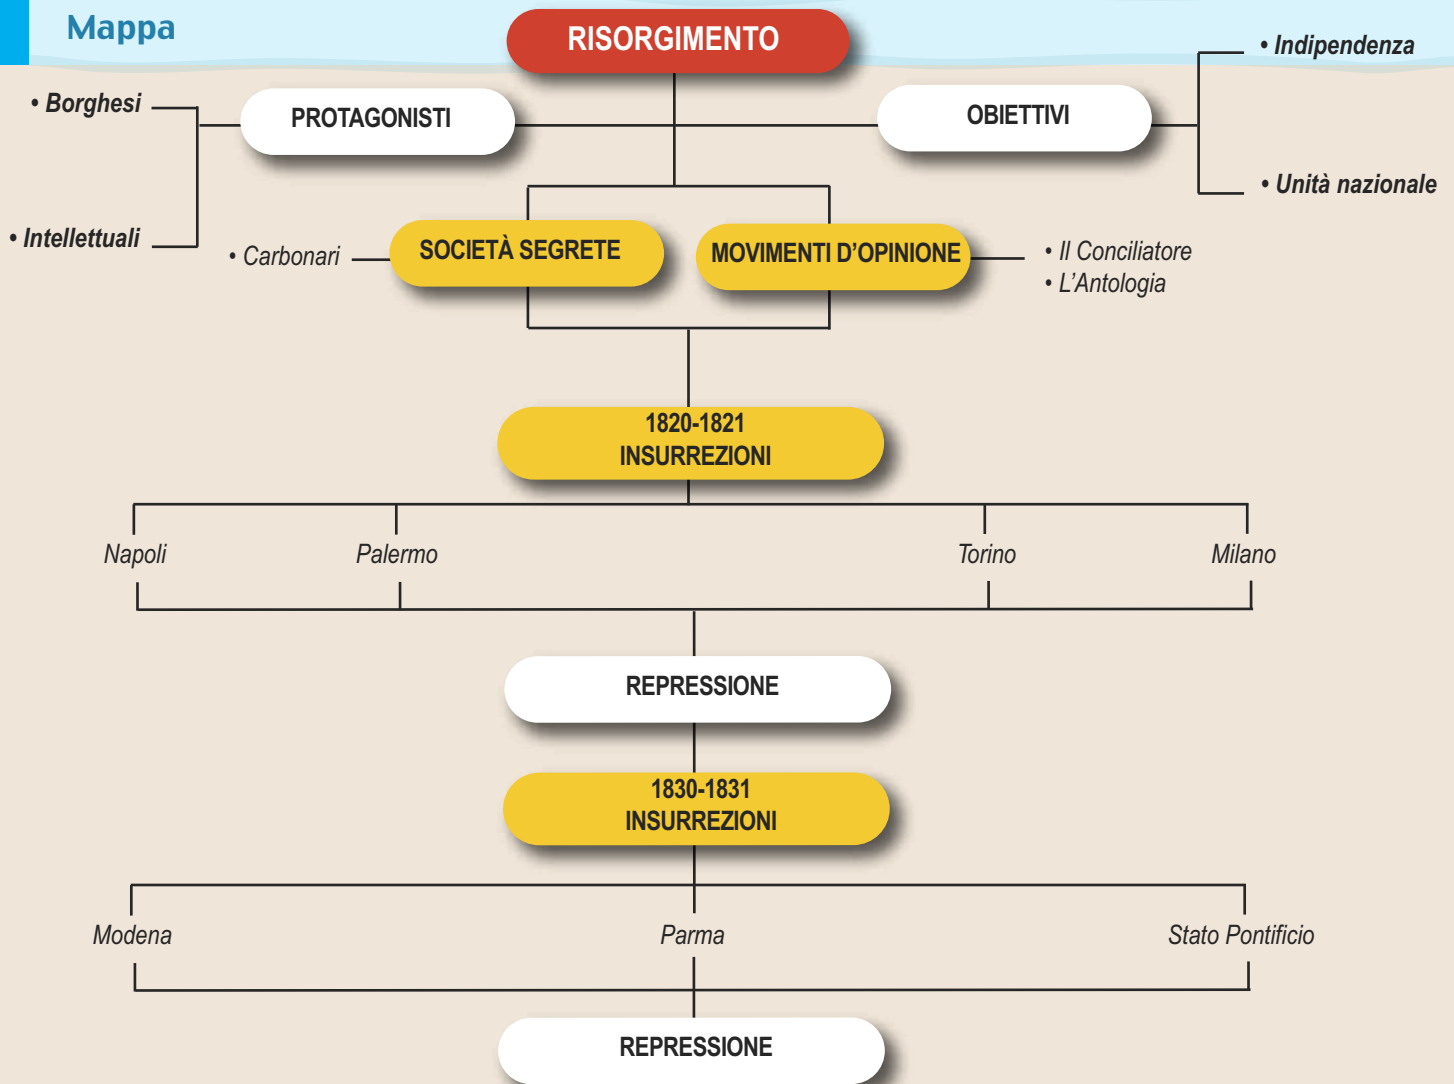 Mappa
RISORGIMENTO
• Indipendenza
• Borghesi
PROTAGONISTI
OBIETTIVI
• Unità nazionale
• Intellettuali
• Carbonari
SOCIETÀ SEGRETE
MOVIMENTI D'OPINIONE
• Il Conciliatore
• L'Antologia
1820-1821
INSURREZIONI
Napoli
Palermo
Torino
Milano
REPRESSIONE
1830-1831
INSURREZIONI
Modena
Parma
Stato Pontificio
REPRESSIONE